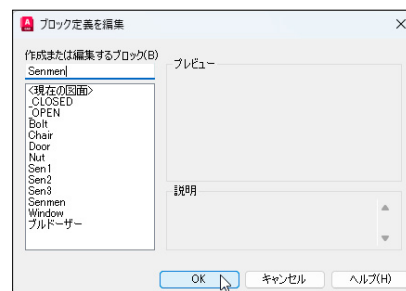 ブロック定義を編集
作成または編集するブロック(B)
Senmen
<現在の図面>
_CLOSED
_OPEN
Bolt
Chair
Door
Nut
Sen1
Sen2
Sen3
Senmen
Window
ブルドーザー
プレビュー
説明
OK
キャンセル
ヘルプ(H)